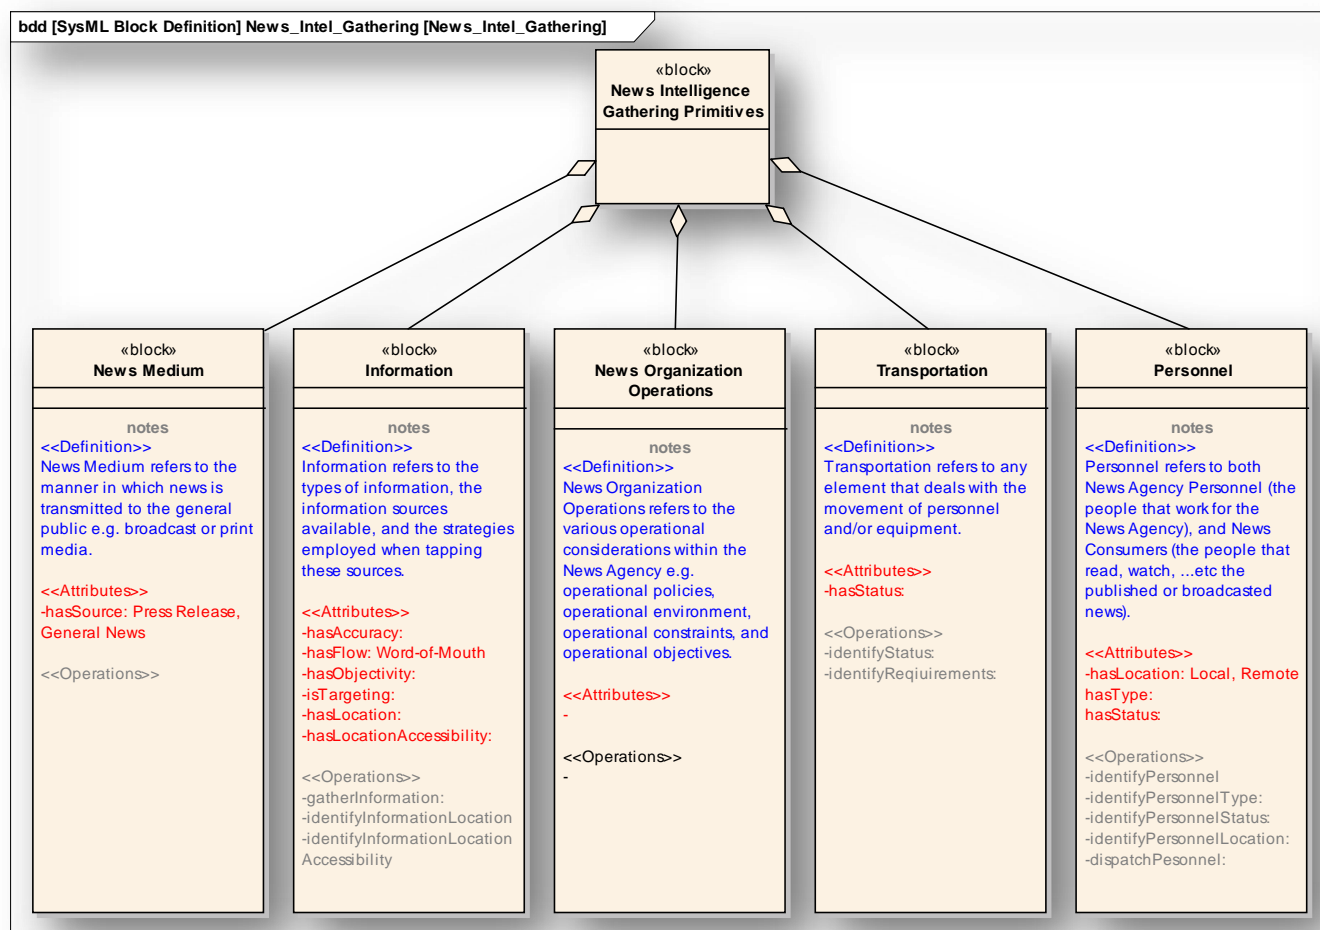 bdd [SysML Block Definition] News_Intel_Gathering [News_Intel_Gathering]
«block»
News Intelligence
Gathering Primitives
«block»
News Medium
notes
<<Definition>>
News Medium refers to the
manner in which news is
transmitted to the general
public e.g. broadcast or print
media.
<<Attributes>>
-hasSource: Press Release,
General News
<<Operations>>
«block»
Information
notes
<<Definition>>
Information refers to the
types of information, the
information sources
available, and the strategies
employed when tapping
these sources.
<<Attributes>>
-hasAccuracy:
-hasFlow: Word-of-Mouth
-hasObjectivity:
-isTargeting:
-hasLocation:
-hasLocationAccessibility:
<<Operations>>
-gatherInformation:
-identifyInformationLocation
-identifyInformationLocation
Accessibility
«block»
News Organization
Operations
notes
<<Definition>>
News Organization
Operations refers to the
various operational
considerations within the
News Agency e.g.
operational policies,
operational environment,
operational constraints, and
operational objectives.
<<Attributes>>
-
<<Operations>>
-
«block»
Transportation
notes
<<Definition>>
Transportation refers to any
element that deals with the
movement of personnel
and/or equipment.
<<Attributes>>
-hasStatus:
<<Operations>>
-identifyStatus:
-identifyReqiuirements:
«block»
Personnel
notes
<<Definition>>
Personnel refers to both
News Agency Personnel (the
people that work for the
News Agency), and News
Consumers (the people that
read, watch, ...etc the
published or broadcasted
news).
<<Attributes>>
-hasLocation: Local, Remote
hasType:
hasStatus:
<<Operations>>
-identifyPersonnel
-identifyPersonnelType:
-identifyPersonnelStatus:
-identifyPersonnelLocation:
-dispatchPesonnel: